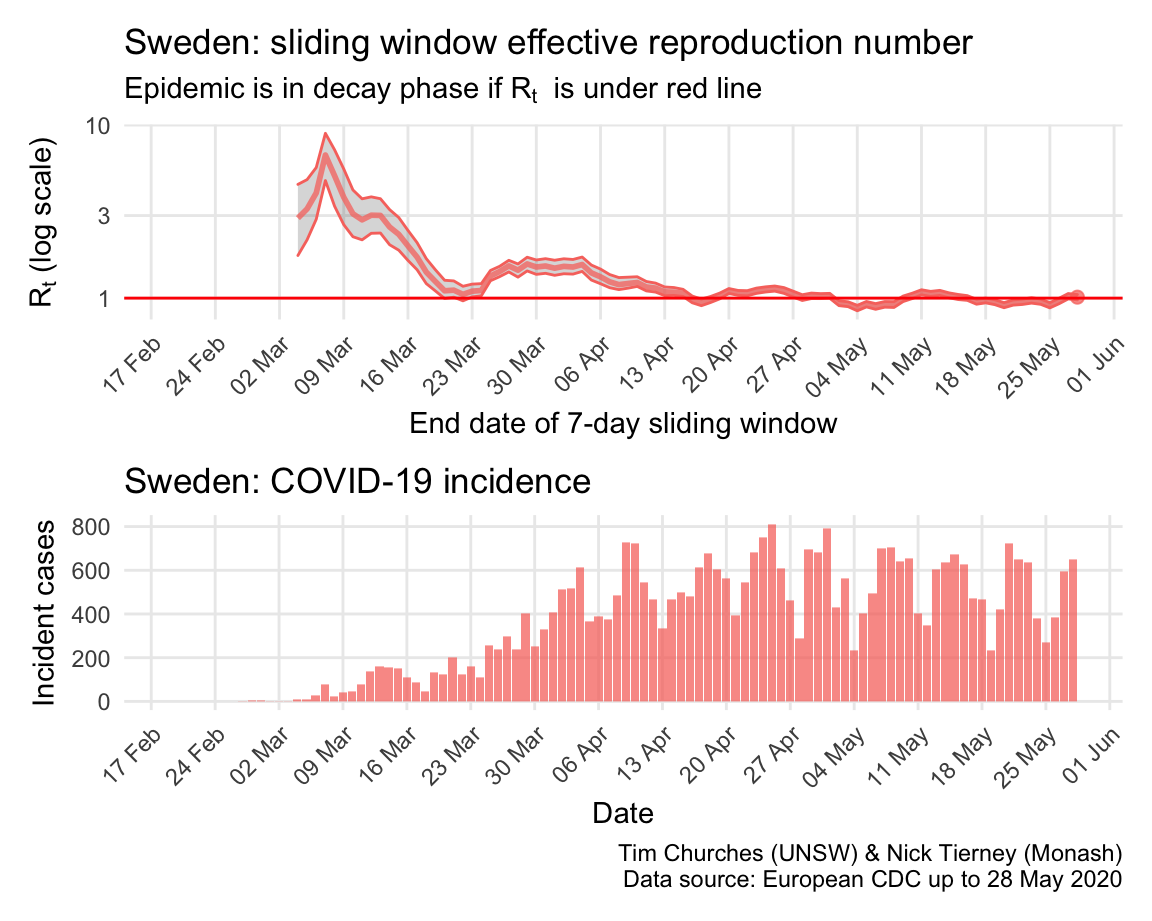 Sweden: sliding window effective reproduction number
Epidemic is in decay phase if Rt is under red line
Rt (log scale)
10
3
1
17 Feb 24 Feb 02 Mar 09 Mar 16 Mar 23 Mar 30 Mar 06 Apr 13 Apr 20 Apr 27 Apr 04 May 11 May 18 May 25 May 01 Jun
End date of 7-day sliding window
Sweden: COVID-19 incidence
Incident cases
800
600
400
200
0
17 Feb 24 Feb 02 Mar 09 Mar 16 Mar 23 Mar 30 Mar 06 Apr 13 Apr 20 Apr 27 Apr 04 May 11 May 18 May 25 May 01 Jun
Date
Tim Churches (UNSW) & Nick Tierney (Monash)
Data source: European CDC up to 28 May 2020